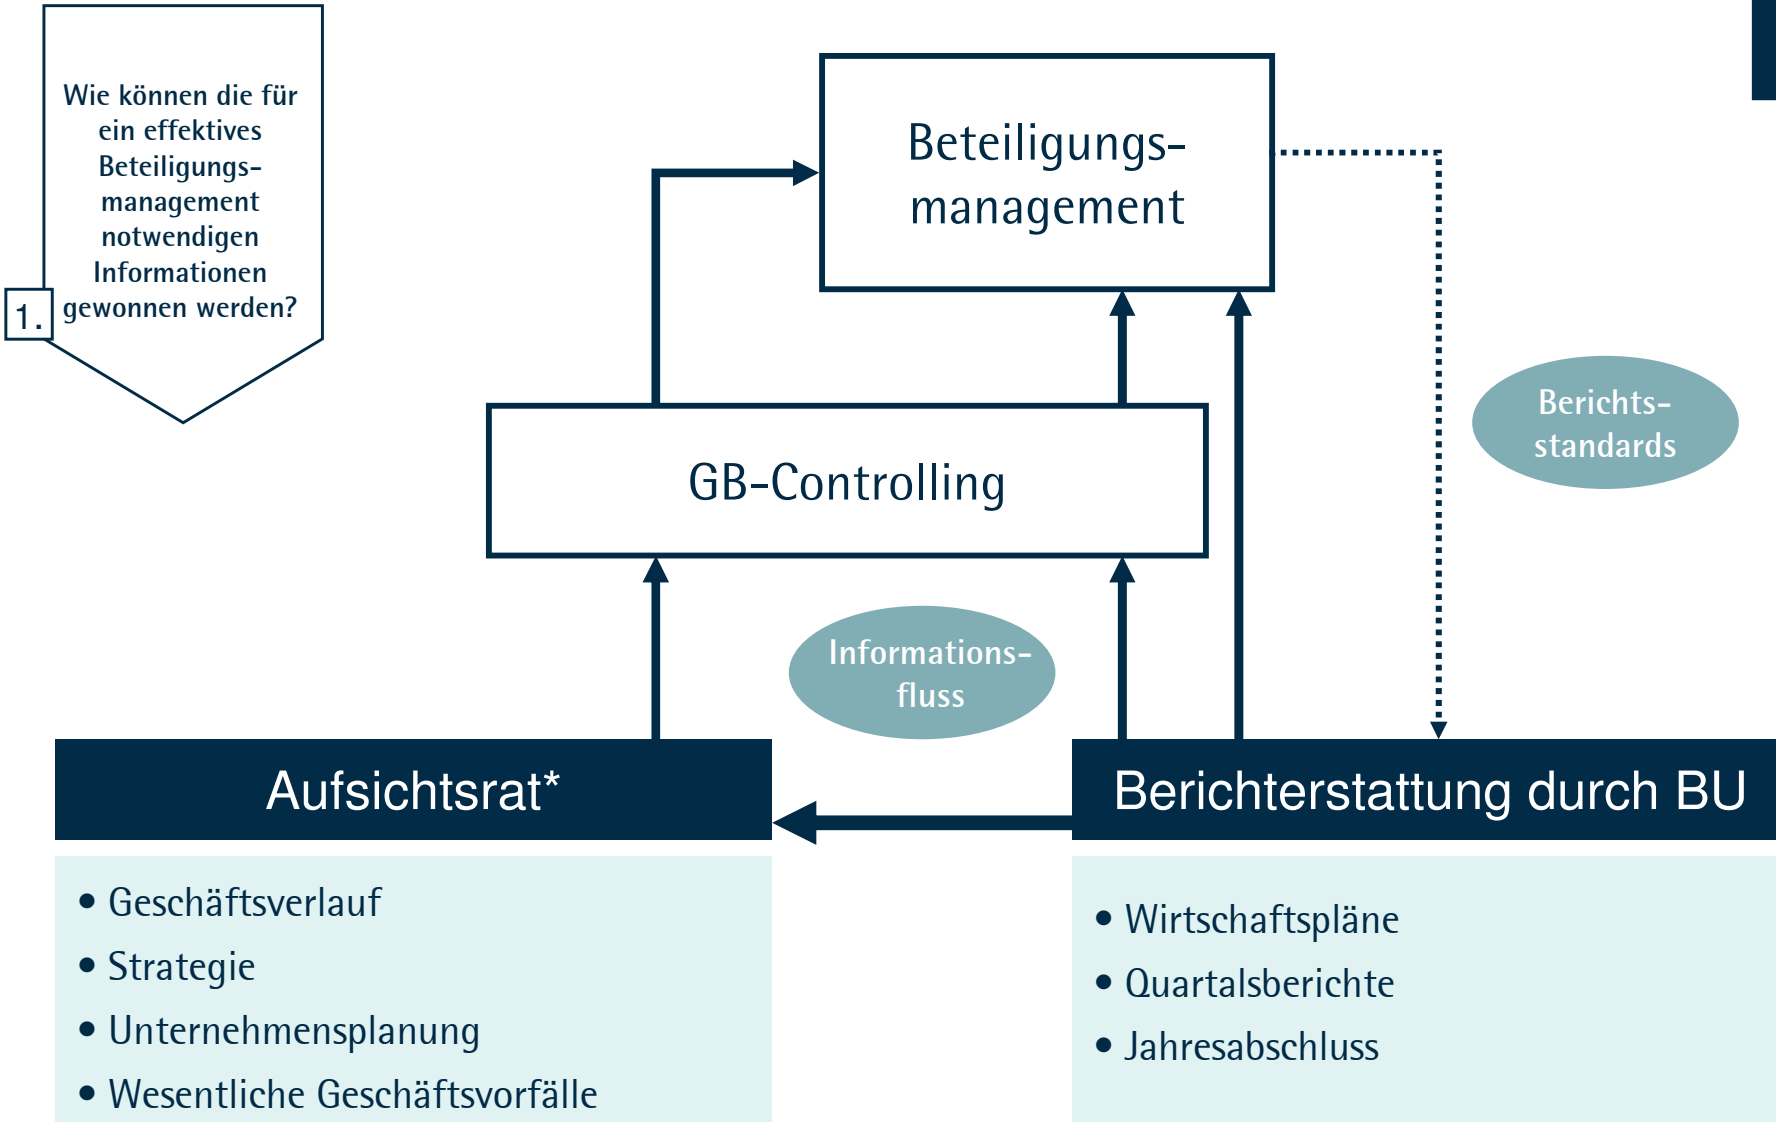 Wie können die für
ein effektives
Beteiligungs-
management
notwendigen
Informationen
gewonnen werden?
1.
Beteiligungs-
management
Berichts-
standards
GB-Controlling
Informations-
fluss
Aufsichtsrat*
• Geschäftsverlauf
• Strategie
• Unternehmensplanung
• Wesentliche Geschäftsvorfälle
Berichterstattung durch BU
• Wirtschaftspläne
• Quartalsberichte
• Jahresabschluss